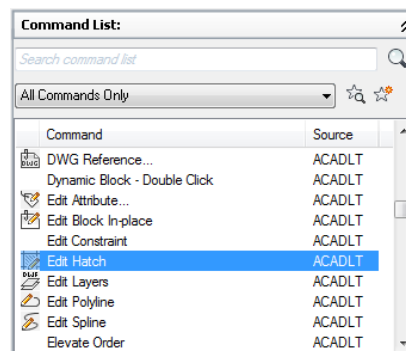 Command List:
Search command list
All Commands Only
Command Source
DWG Reference... ACADLT
Dynamic Block - Double Click ACADLT
Edit Attribute... ACADLT
Edit Block In-place ACADLT
Edit Constraint ACADLT
Edit Hatch ACADLT
Edit Layers ACADLT
Edit Polyline ACADLT
Edit Spline ACADLT
Elevate Order ACADLT